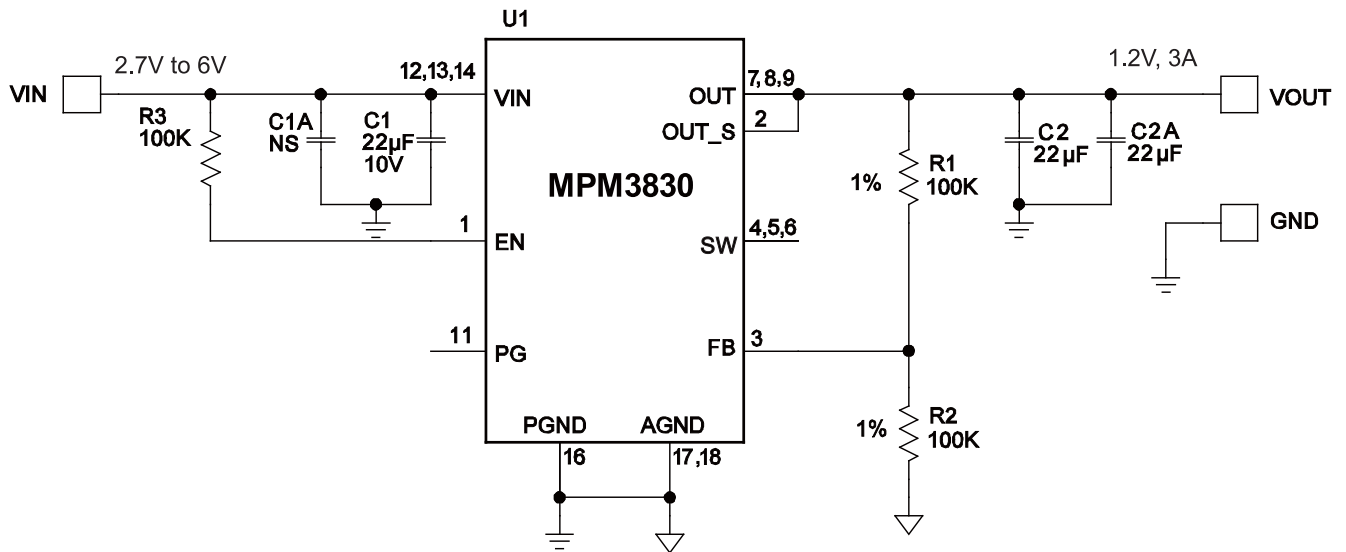 U1
2.7V to 6V
12,13,14
7, 8, 9
1.2V, 3A
VIN
VIN
OUT
VOUT
R3
100K
C1A
NS
C1
22µF
10V
OUT_S
2
C2
22µF
C2A
22µF
MPM3830
1%
R1
100K
1
EN
4,5,6
SW
GND
11
PG
FB
3
1%
R2
100K
PGND
AGND
16
17,18